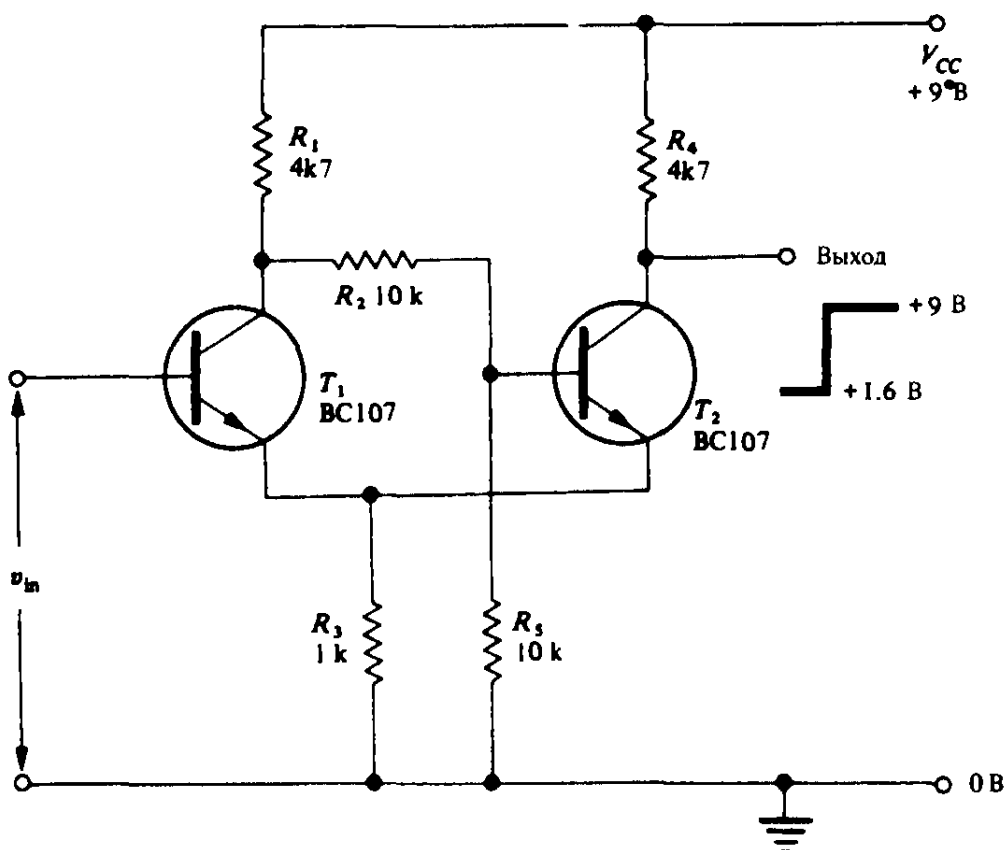 V_CC
+ 9 В
R₁
4k7
R₄
4k7
Выход
R₂ 10 k
+9 В
+1.6 В
T₁
BC107
T₂
BC107
v_in
R₃
1 k
R₅
10 k
0 В